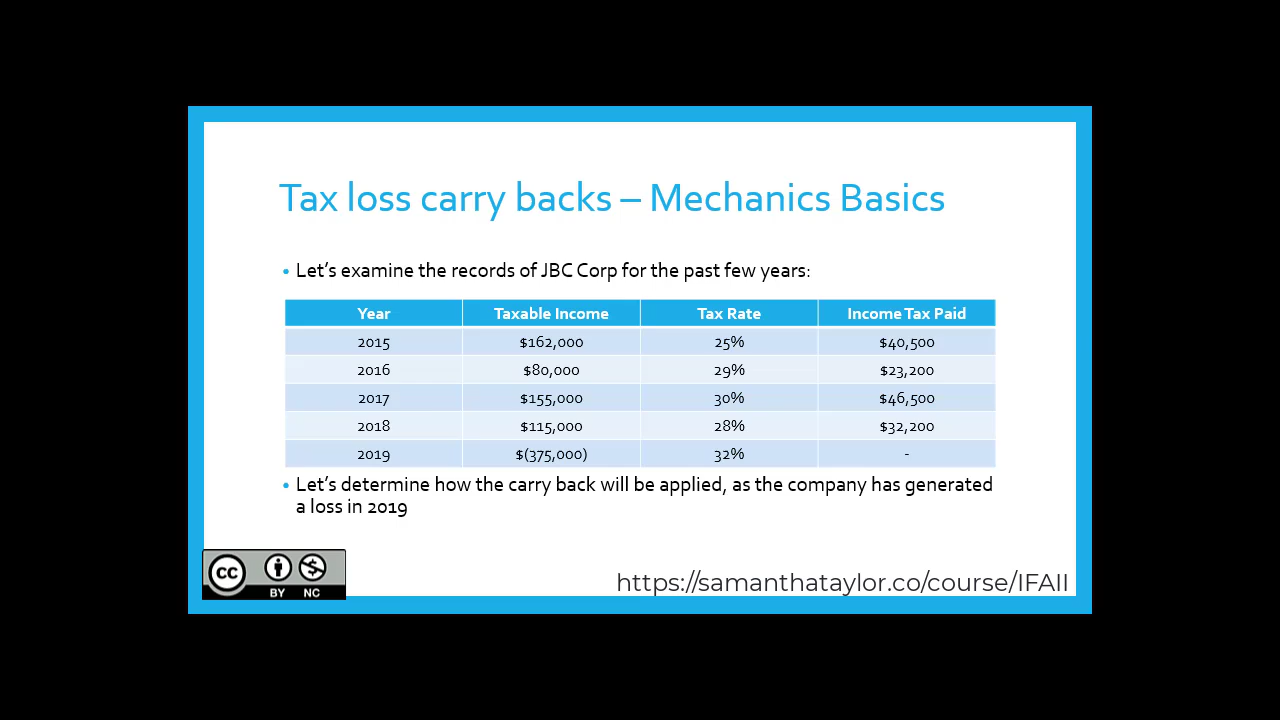 Tax loss carry backs – Mechanics Basics
• Let's examine the records of JBC Corp for the past few years:
Year Taxable Income Tax Rate Income Tax Paid
2015 $162,000 25% $40,500
2016 $80,000 29% $23,200
2017 $155,000 30% $46,500
2018 $115,000 28% $32,200
2019 $(375,000) 32% -
• Let's determine how the carry back will be applied, as the company has generated
a loss in 2019
cc
BY NC
https://samanthataylor.co/course/IFAII